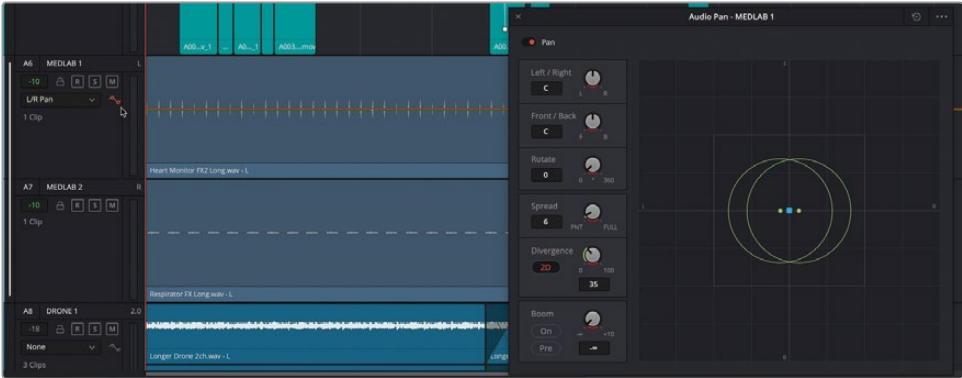 A00...v_1 ... A0..._1 A003....mov A00
Audio Pan - MEDLAB 1
Pan
A6 MEDLAB 1 L
-10 R S M
L/R Pan
1 Clip
Heart Monitor FX2 Long.wav - L
A7 MEDLAB 2 R
-10 R S M
1 Clip
Respirator FX Long.wav - L
A8 DRONE 1 2.0
-18 R S M
None
3 Clips
Longer Drone 2ch.wav - L
Longe
Left / Right
C L R
Front / Back
C F B
Rotate
0 0 * 360
Spread
6 PNT FULL
Divergence
2D 0 100
35
Boom
On -∞ +10
Pre -∞
L R